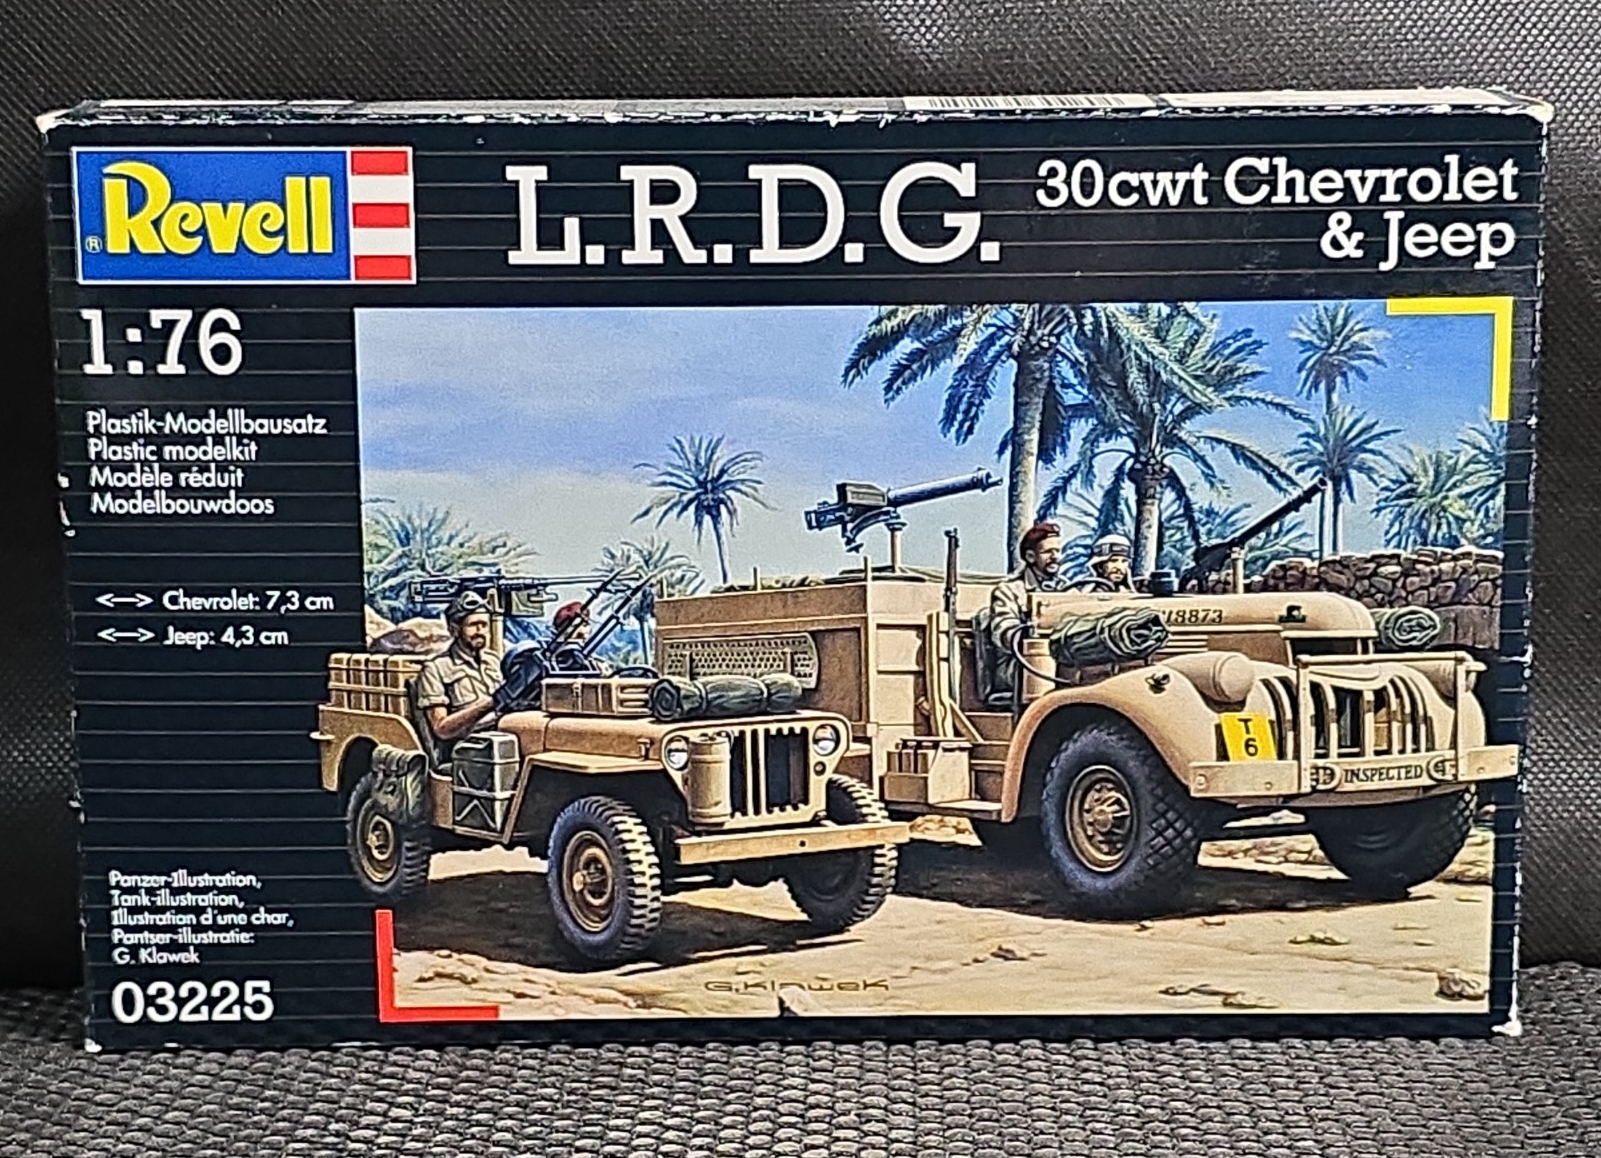 ® Revell
L.R.D.G.
30cwt Chevrolet
& Jeep
1:76
Plastik-Modellbausatz
Plastic modelkit
Modèle réduit
Modelbouwdoos
<--> Chevrolet: 7,3 cm
<--> Jeep: 4,3 cm
18873
T
6
INSPECTED
Panzer-Illustration,
Tank-illustration,
Illustration d'une char,
Pantser-illustratie:
G. Klawek
03225
G.Klawek